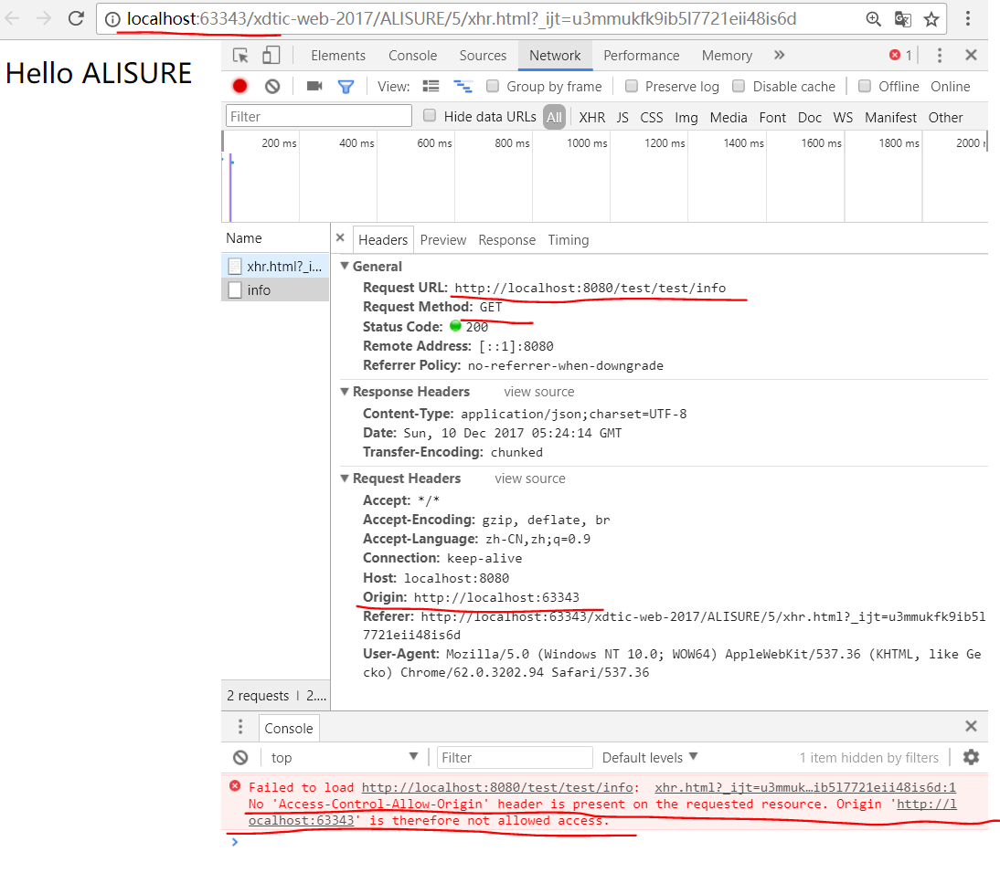 localhost:63343/xdtic-web-2017/ALISURE/5/xhr.html?_ijt=u3mmukfk9ib5l7721eii48is6d
Hello ALISURE
Elements Console Sources Network Performance Memory » 1
View: Group by frame Preserve log Disable cache Offline Online
Filter Hide data URLs All XHR JS CSS Img Media Font Doc WS Manifest Other
200 ms 400 ms 600 ms 800 ms 1000 ms 1200 ms 1400 ms 1600 ms 1800 ms 2000 r
Name × Headers Preview Response Timing
xhr.html?_i...
info
General
Request URL: http://localhost:8080/test/test/info
Request Method: GET
Status Code: 200
Remote Address: [::1]:8080
Referrer Policy: no-referrer-when-downgrade
Response Headers view source
Content-Type: application/json;charset=UTF-8
Date: Sun, 10 Dec 2017 05:24:14 GMT
Transfer-Encoding: chunked
Request Headers view source
Accept: */*
Accept-Encoding: gzip, deflate, br
Accept-Language: zh-CN,zh;q=0.9
Connection: keep-alive
Host: localhost:8080
Origin: http://localhost:63343
Referer: http://localhost:63343/xdtic-web-2017/ALISURE/5/xhr.html?_ijt=u3mmukfk9ib5l
7721eii48is6d
User-Agent: Mozilla/5.0 (Windows NT 10.0; WOW64) AppleWebKit/537.36 (KHTML, like Ge
cko) Chrome/62.0.3202.94 Safari/537.36
2 requests | 2....
Console
top Filter Default levels 1 item hidden by filters
Failed to load http://localhost:8080/test/test/info: xhr.html?_ijt=u3mmuk…ib5l7721eii48is6d:1
No 'Access-Control-Allow-Origin' header is present on the requested resource. Origin 'http://l
ocalhost:63343' is therefore not allowed access.